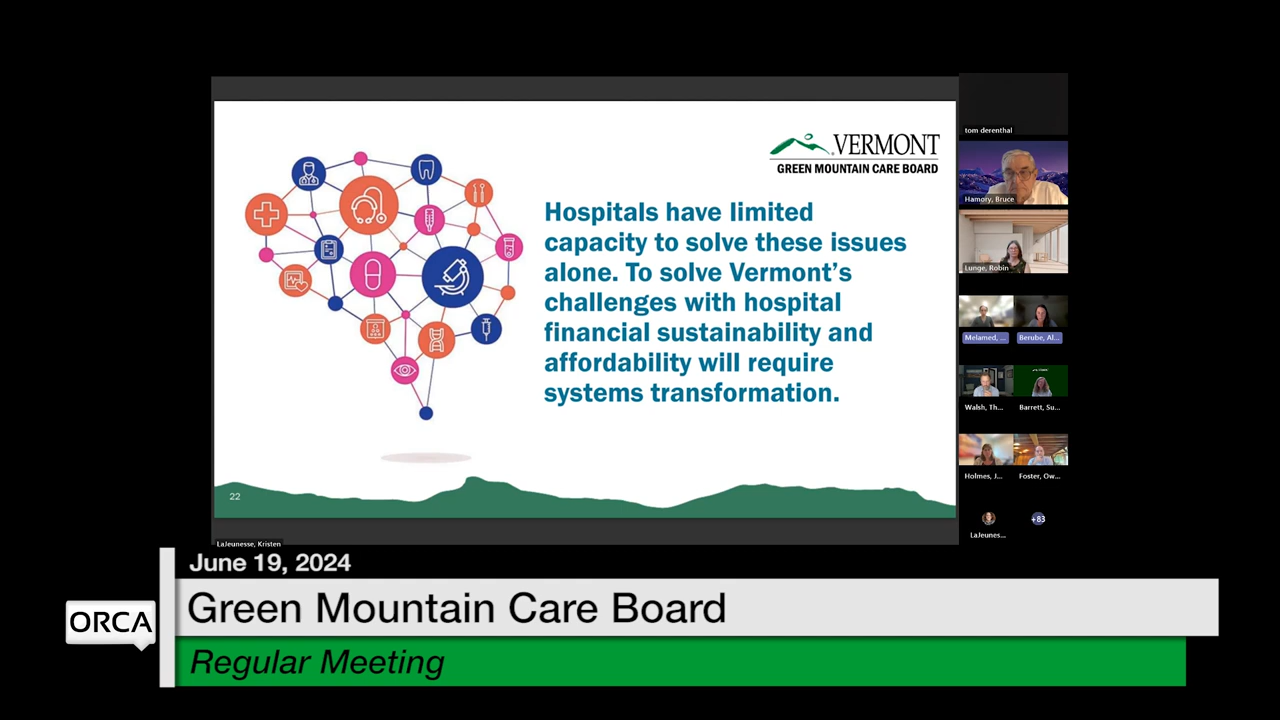 VERMONT
GREEN MOUNTAIN CARE BOARD
Hospitals have limited
capacity to solve these issues
alone. To solve Vermont's
challenges with hospital
financial sustainability and
affordability will require
systems transformation.
22
LaJeunesse, Kristen
tom derenthal
Hamory, Bruce
Lunge, Robin
Melamed, ...
Berube, Al...
Walsh, Th...
Barrett, Su...
Holmes, J...
Foster, Ow...
LaJeunes...
+83
June 19, 2024
ORCA
Green Mountain Care Board
Regular Meeting